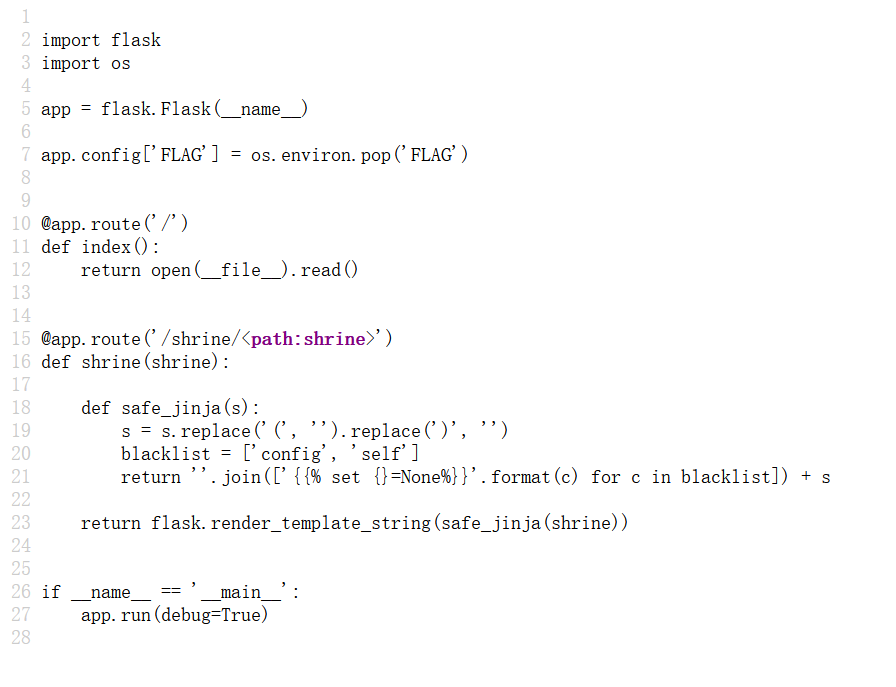 1
2 import flask
3 import os
4
5 app = flask.Flask(__name__)
6
7 app.config['FLAG'] = os.environ.pop('FLAG')
8
9
10 @app.route('/')
11 def index():
12     return open(__file__).read()
13
14
15 @app.route('/shrine/<path:shrine>')
16 def shrine(shrine):
17
18     def safe_jinja(s):
19         s = s.replace('(', '').replace(')', '')
20         blacklist = ['config', 'self']
21         return ''.join(['{{% set {}=None%}}'.format(c) for c in blacklist]) + s
22
23     return flask.render_template_string(safe_jinja(shrine))
24
25
26 if __name__ == '__main__':
27     app.run(debug=True)
28